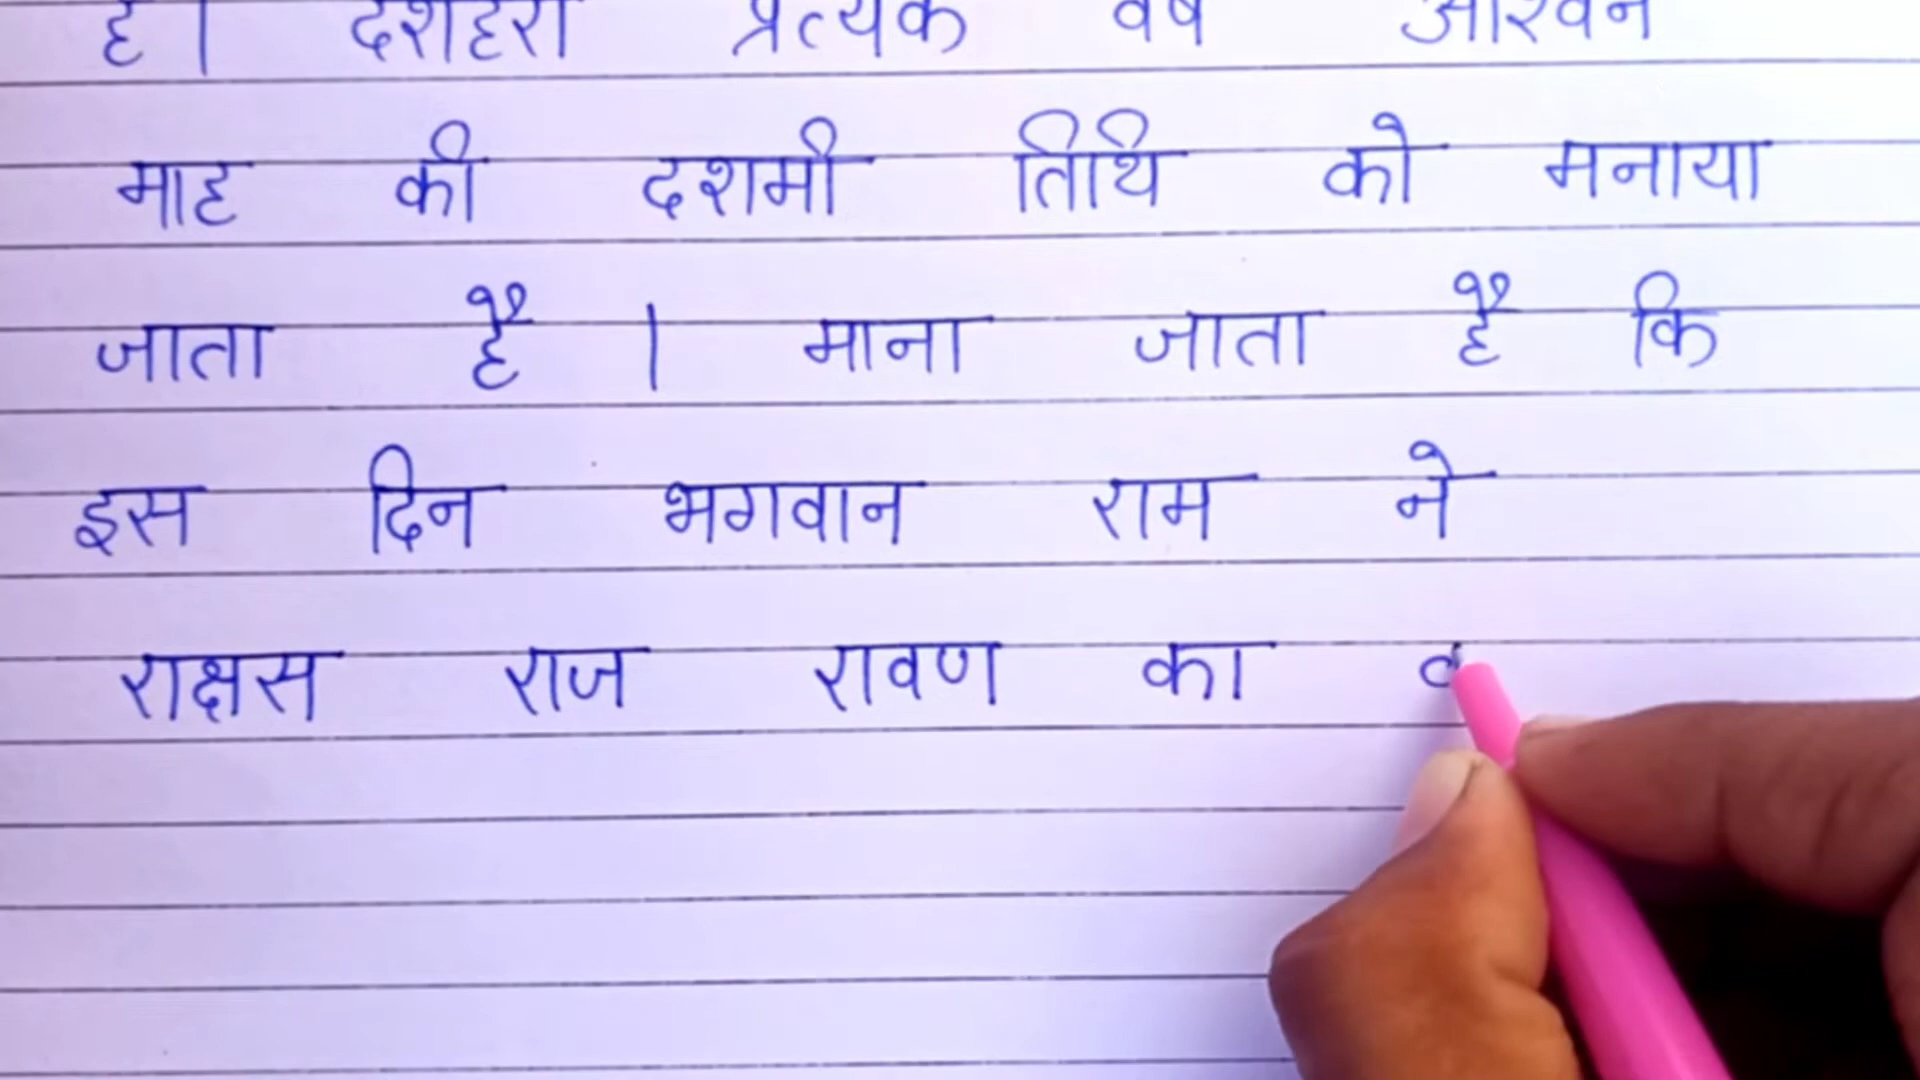 है। दशहरा प्रत्येक वर्ष आश्विन
माह की दशमी तिथि को मनाया
जाता है । माना जाता है कि
इस दिन भगवान राम ने
राक्षस राज रावण का व